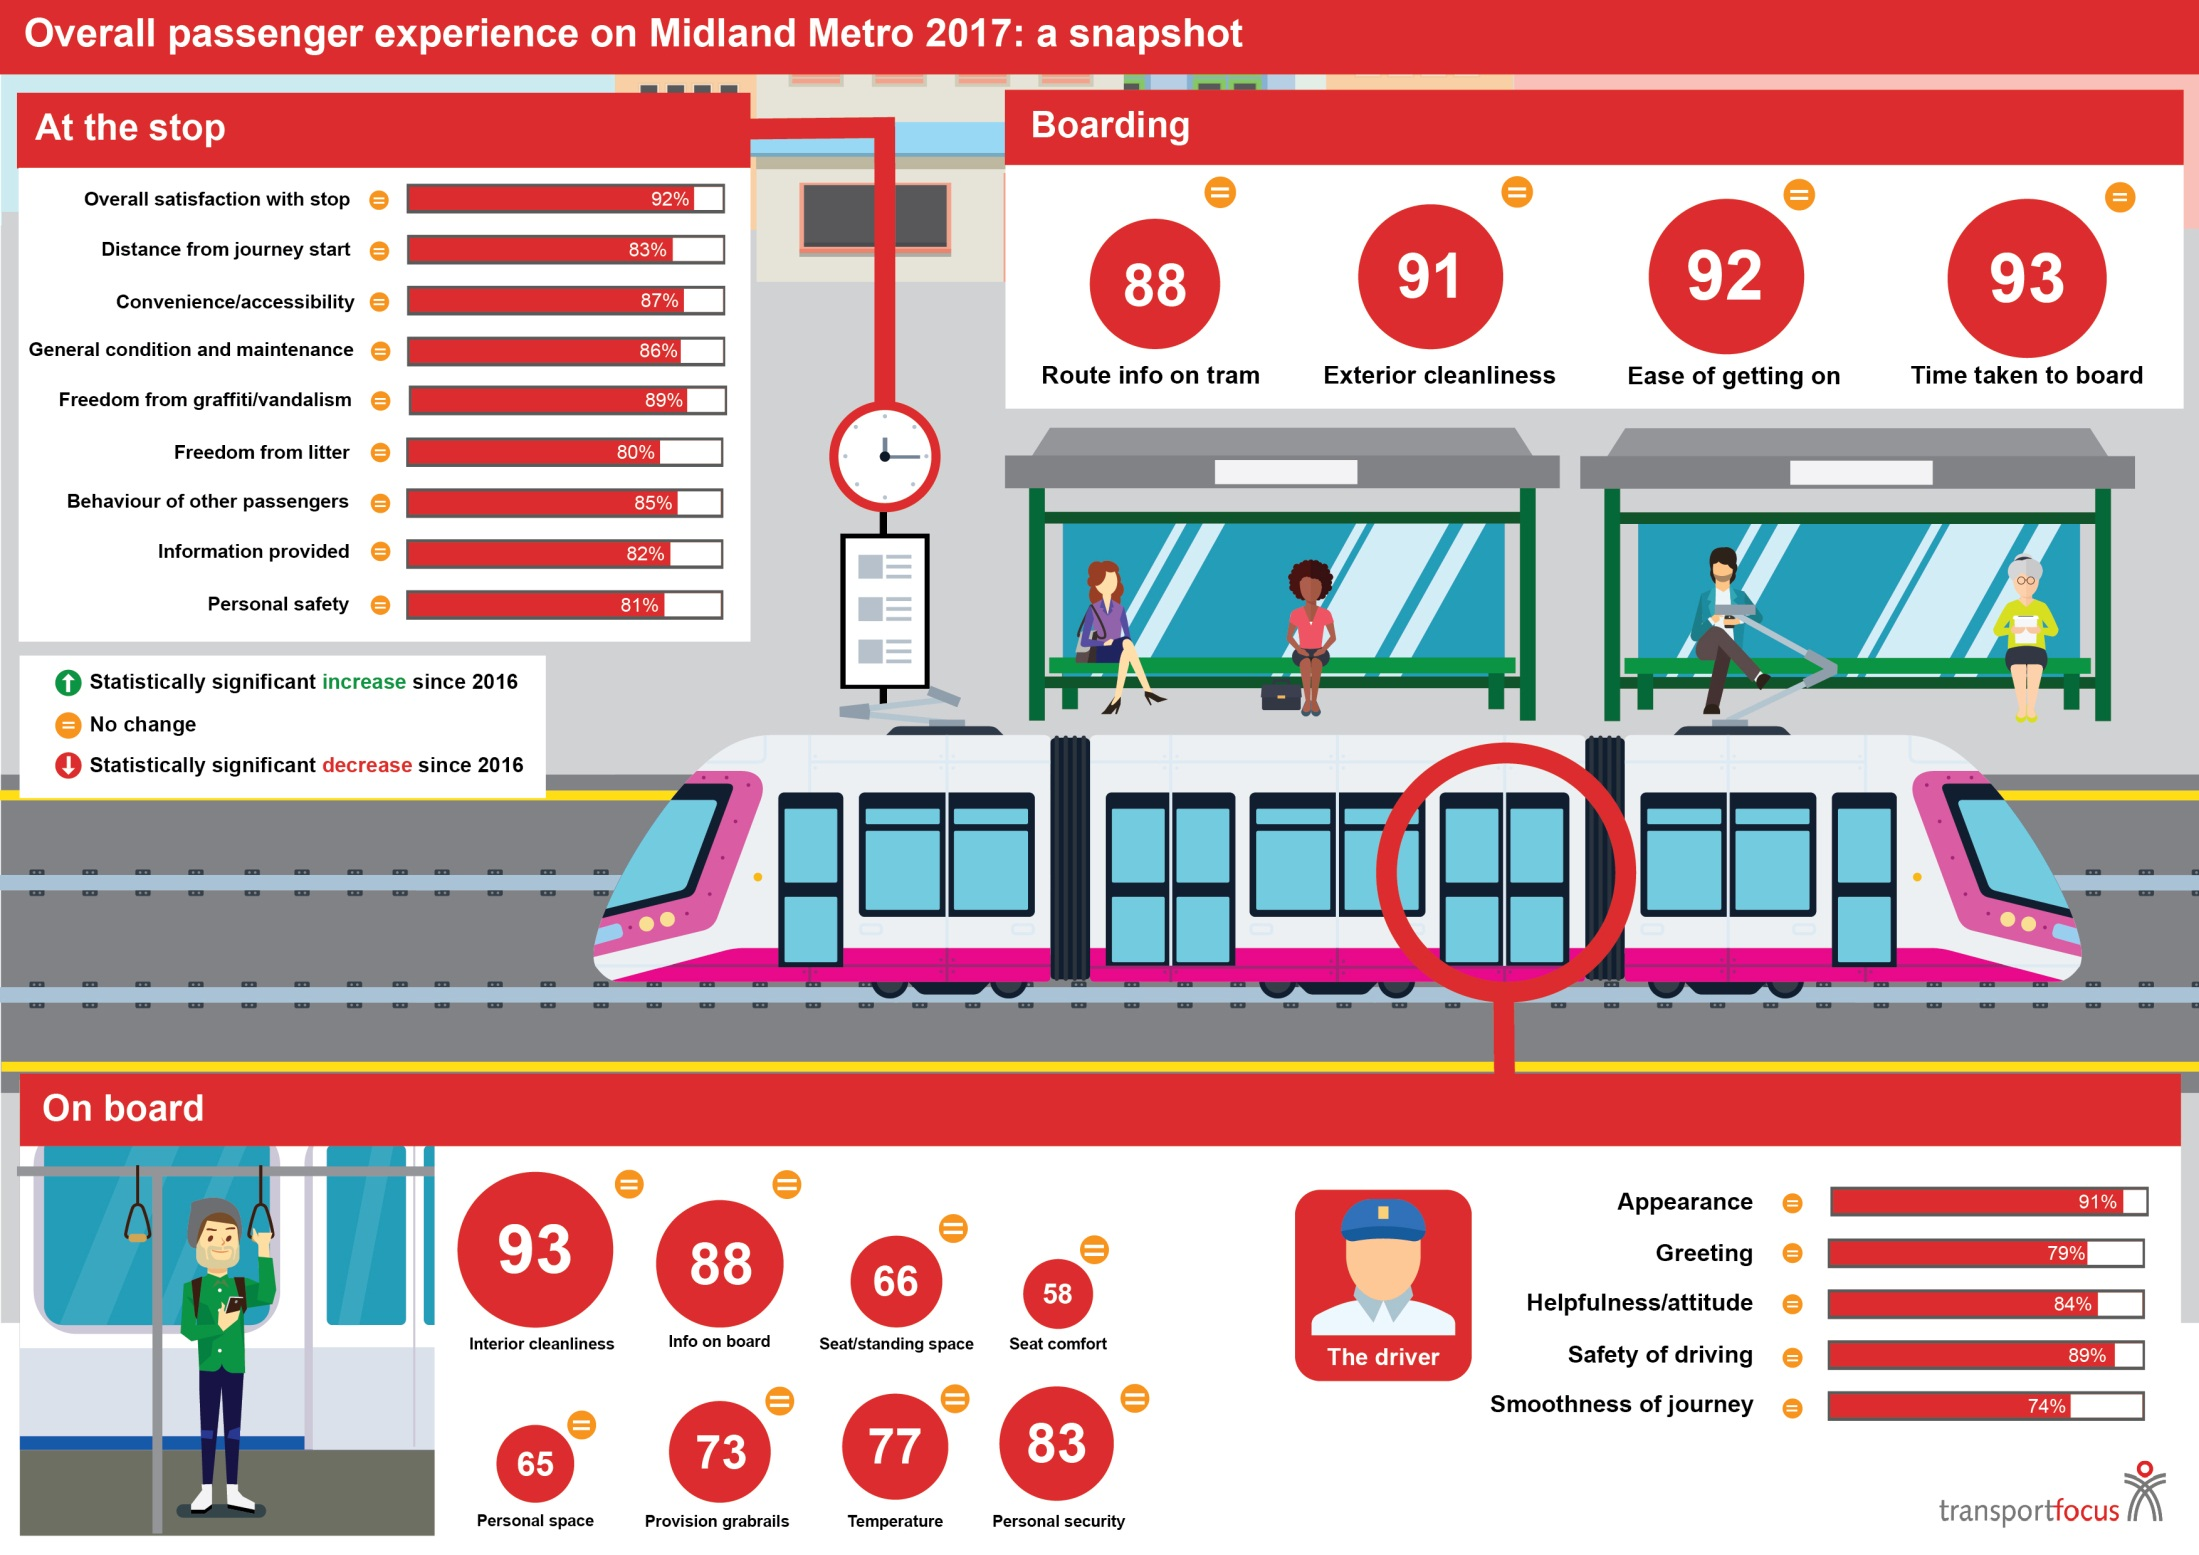 Overall passenger experience on Midland Metro 2017: a snapshot
At the stop
Overall satisfaction with stop = 92%
Distance from journey start = 83%
Convenience/accessibility = 87%
General condition and maintenance = 86%
Freedom from graffiti/vandalism = 89%
Freedom from litter = 80%
Behaviour of other passengers = 85%
Information provided = 82%
Personal safety = 81%
Statistically significant increase since 2016
= No change
Statistically significant decrease since 2016
Boarding
= = = =
88 91 92 93
Route info on tram Exterior cleanliness Ease of getting on Time taken to board
On board
= = = =
93 88 66 58
Interior cleanliness Info on board Seat/standing space Seat comfort
= = = =
65 73 77 83
Personal space Provision grabrails Temperature Personal security
The driver
Appearance = 91%
Greeting = 79%
Helpfulness/attitude = 84%
Safety of driving = 89%
Smoothness of journey = 74%
transportfocus